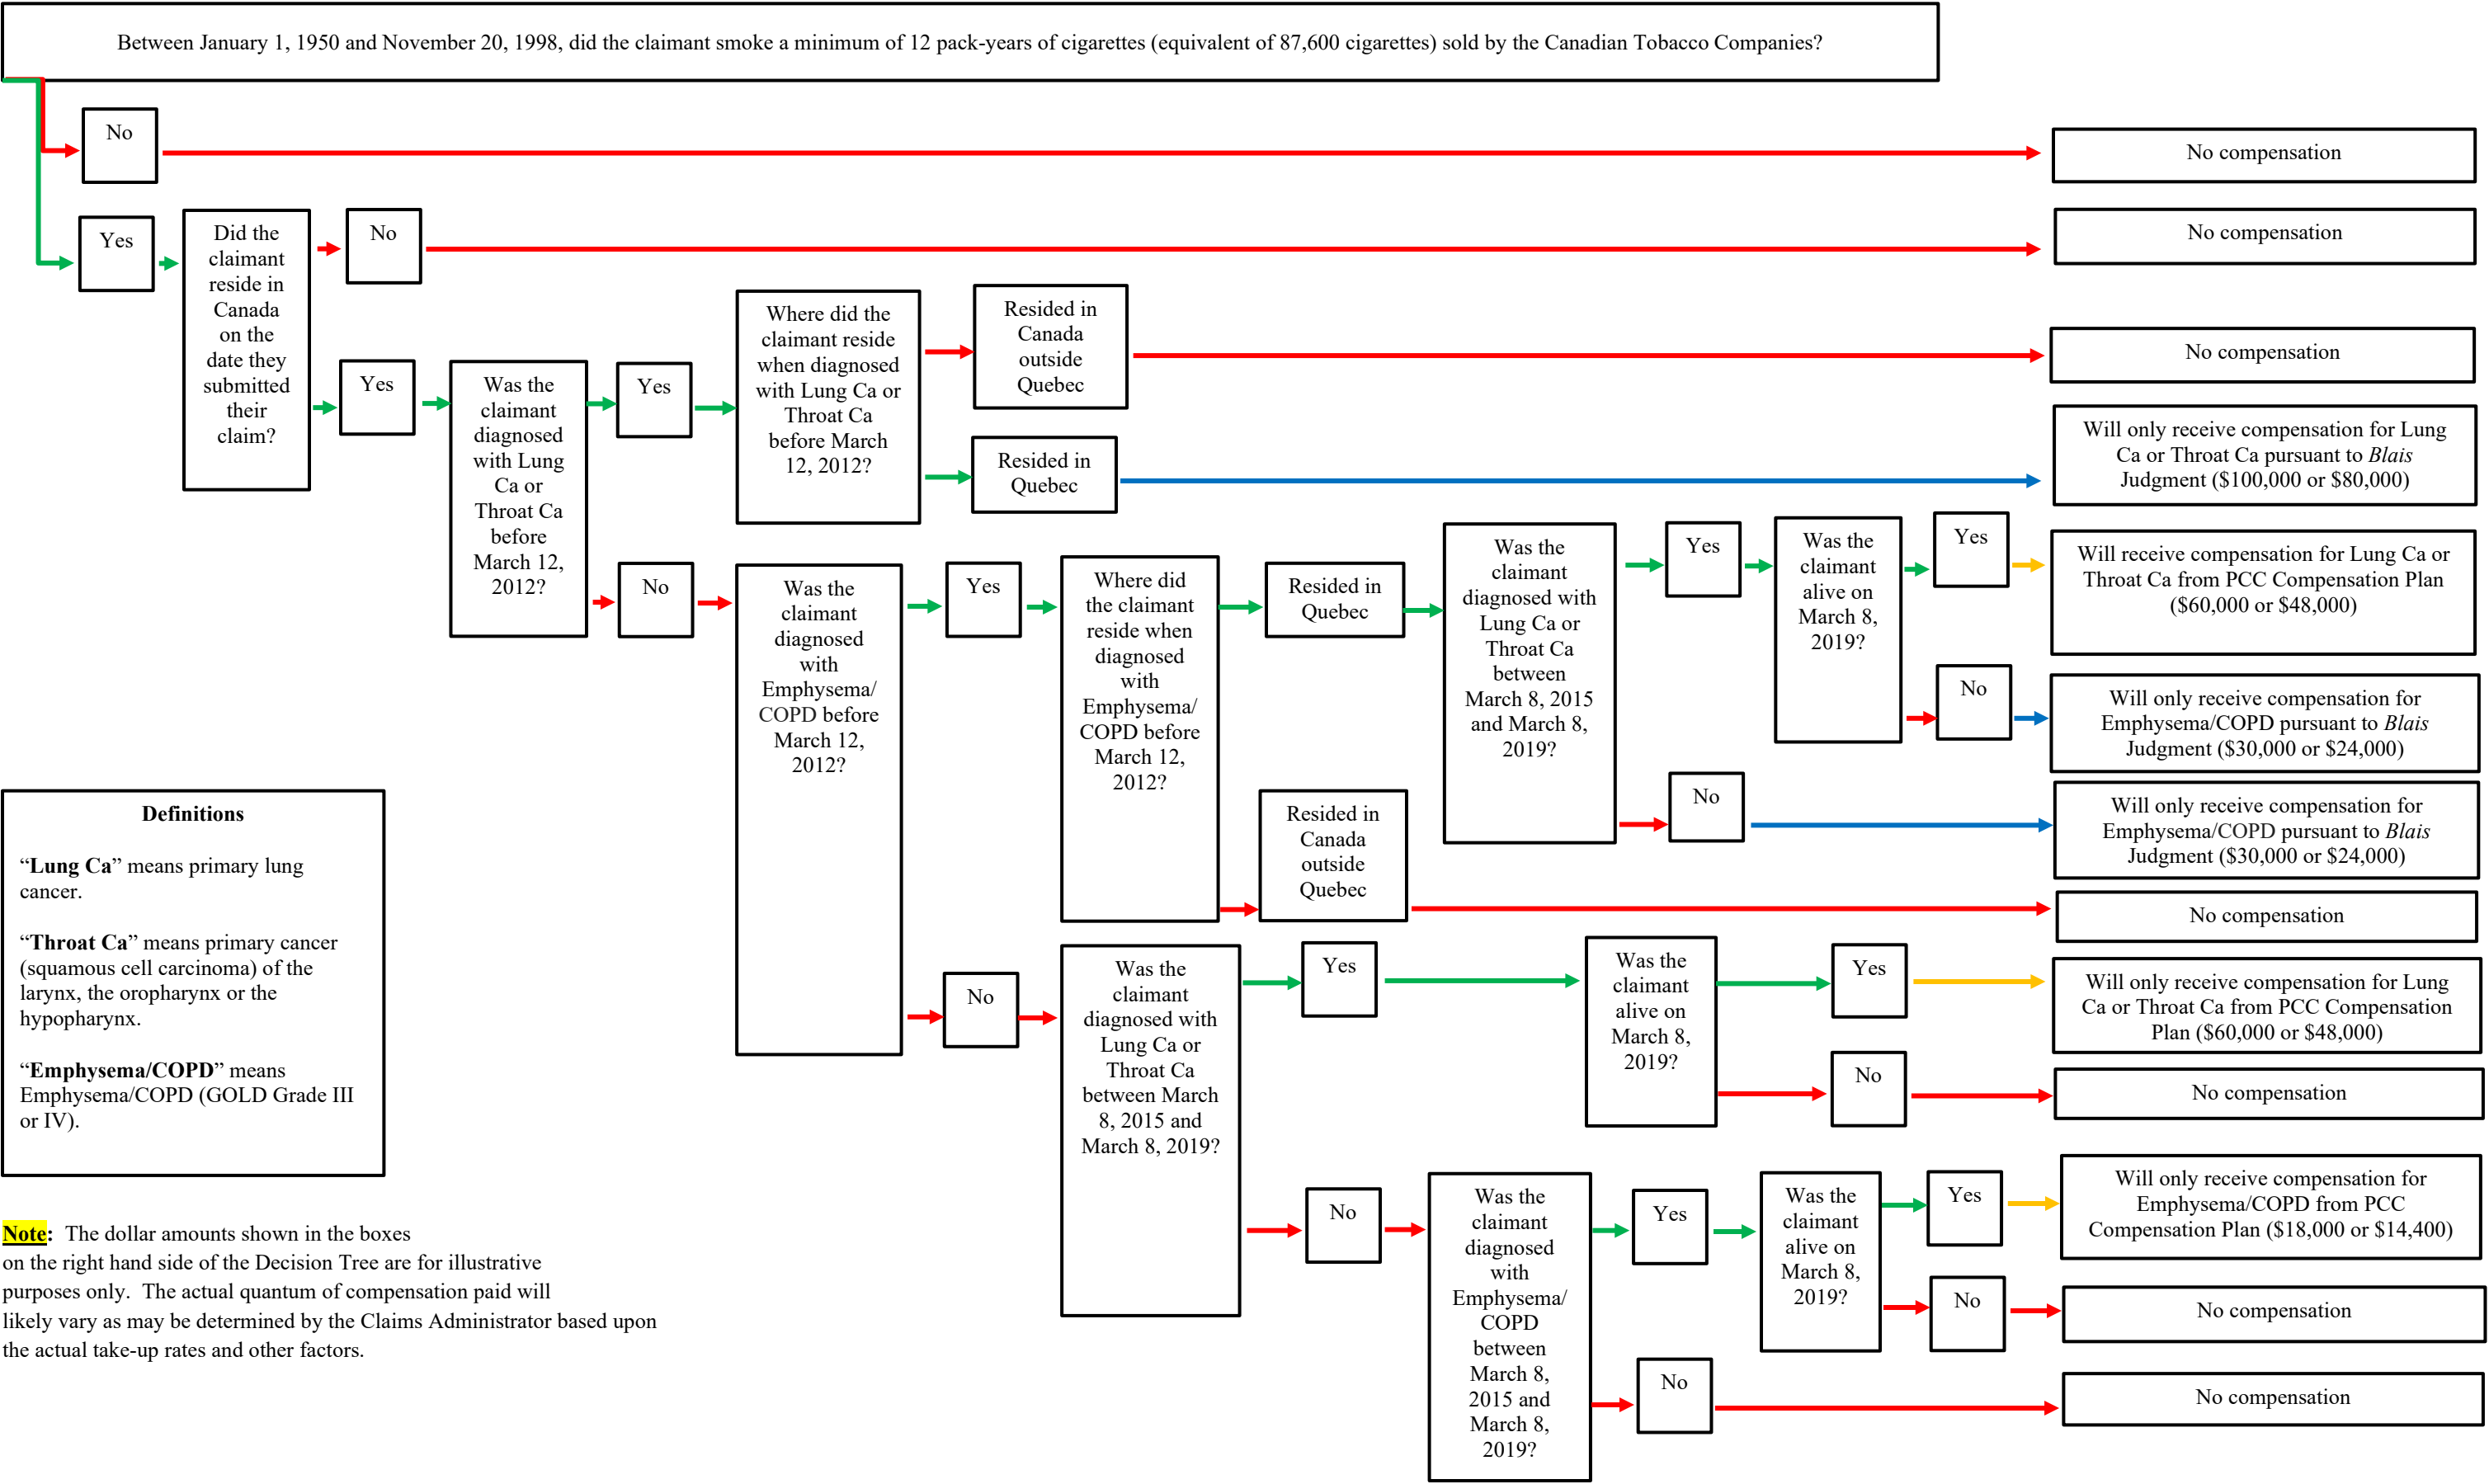 Between January 1, 1950 and November 20, 1998, did the claimant smoke a minimum of 12 pack-years of cigarettes (equivalent of 87,600 cigarettes) sold by the Canadian Tobacco Companies?
No
No compensation
Yes
Did the
claimant
reside in
Canada
on the
date they
submitted
their
claim?
No
No compensation
Yes
Was the
claimant
diagnosed
with Lung
Ca or
Throat Ca
before
March 12,
2012?
Yes
Where did the
claimant reside
when diagnosed
with Lung Ca or
Throat Ca
before March
12, 2012?
Resided in
Canada
outside
Quebec
No compensation
Resided in
Quebec
Will only receive compensation for Lung
Ca or Throat Ca pursuant to Blais
Judgment ($100,000 or $80,000)
No
Was the
claimant
diagnosed
with
Emphysema/
COPD before
March 12,
2012?
Yes
Where did
the claimant
reside when
diagnosed
with
Emphysema/
COPD before
March 12,
2012?
Resided in
Quebec
Was the
claimant
diagnosed with
Lung Ca or
Throat Ca
between
March 8, 2015
and March 8,
2019?
Yes
Was the
claimant
alive on
March 8,
2019?
Yes
Will receive compensation for Lung Ca or
Throat Ca from PCC Compensation Plan
($60,000 or $48,000)
No
Will only receive compensation for
Emphysema/COPD pursuant to Blais
Judgment ($30,000 or $24,000)
No
Will only receive compensation for
Emphysema/COPD pursuant to Blais
Judgment ($30,000 or $24,000)
Resided in
Canada
outside
Quebec
No compensation
No
Was the
claimant
diagnosed with
Lung Ca or
Throat Ca
between March
8, 2015 and
March 8, 2019?
Yes
Was the
claimant
alive on
March 8,
2019?
Yes
Will only receive compensation for Lung
Ca or Throat Ca from PCC Compensation
Plan ($60,000 or $48,000)
No
No compensation
No
Was the
claimant
diagnosed
with
Emphysema/
COPD
between
March 8,
2015 and
March 8,
2019?
Yes
Was the
claimant
alive on
March 8,
2019?
Yes
Will only receive compensation for
Emphysema/COPD from PCC
Compensation Plan ($18,000 or $14,400)
No
No compensation
No
No compensation
Definitions
“Lung Ca” means primary lung
cancer.
“Throat Ca” means primary cancer
(squamous cell carcinoma) of the
larynx, the oropharynx or the
hypopharynx.
“Emphysema/COPD” means
Emphysema/COPD (GOLD Grade III
or IV).
Note: The dollar amounts shown in the boxes
on the right hand side of the Decision Tree are for illustrative
purposes only. The actual quantum of compensation paid will
likely vary as may be determined by the Claims Administrator based upon
the actual take-up rates and other factors.